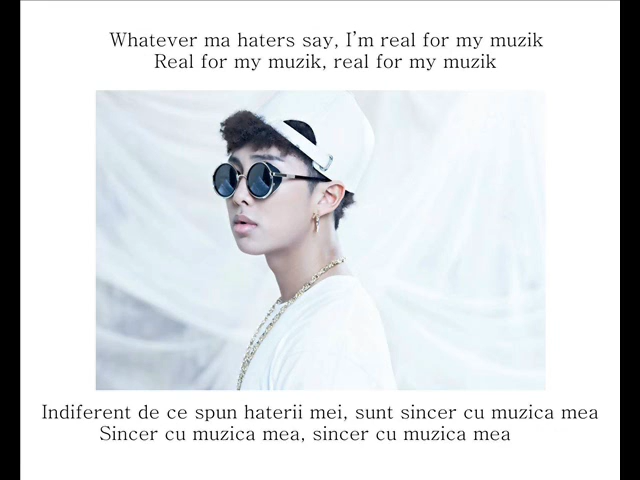 Whatever ma haters say, I'm real for my muzik
Real for my muzik, real for my muzik
Indiferent de ce spun haterii mei, sunt sincer cu muzica mea
Sincer cu muzica mea, sincer cu muzica mea